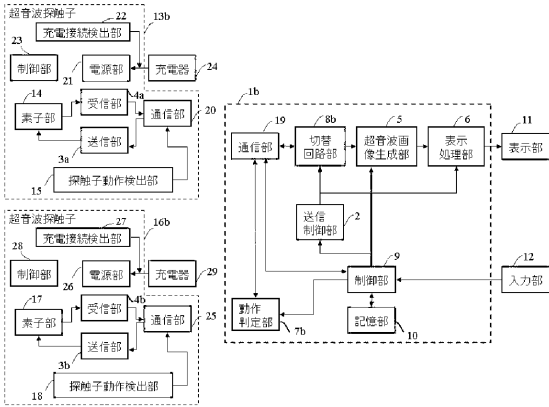 超音波探触子
22
13b
充電接続検出部
23
制御部
電源部
充電器
21
24
14
4a
受信部
素子部
通信部
20
送信部
3a
15
探触子動作検出部
超音波探触子
27
16b
充電接続検出部
28
制御部
電源部
充電器
26
29
17
4b
受信部
素子部
通信部
25
送信部
3b
18
探触子動作検出部
1b
19
8b
5
6
11
通信部
切替回路部
超音波画像生成部
表示処理部
表示部
送信制御部
2
9
12
制御部
入力部
動作判定部
7b
記憶部
10